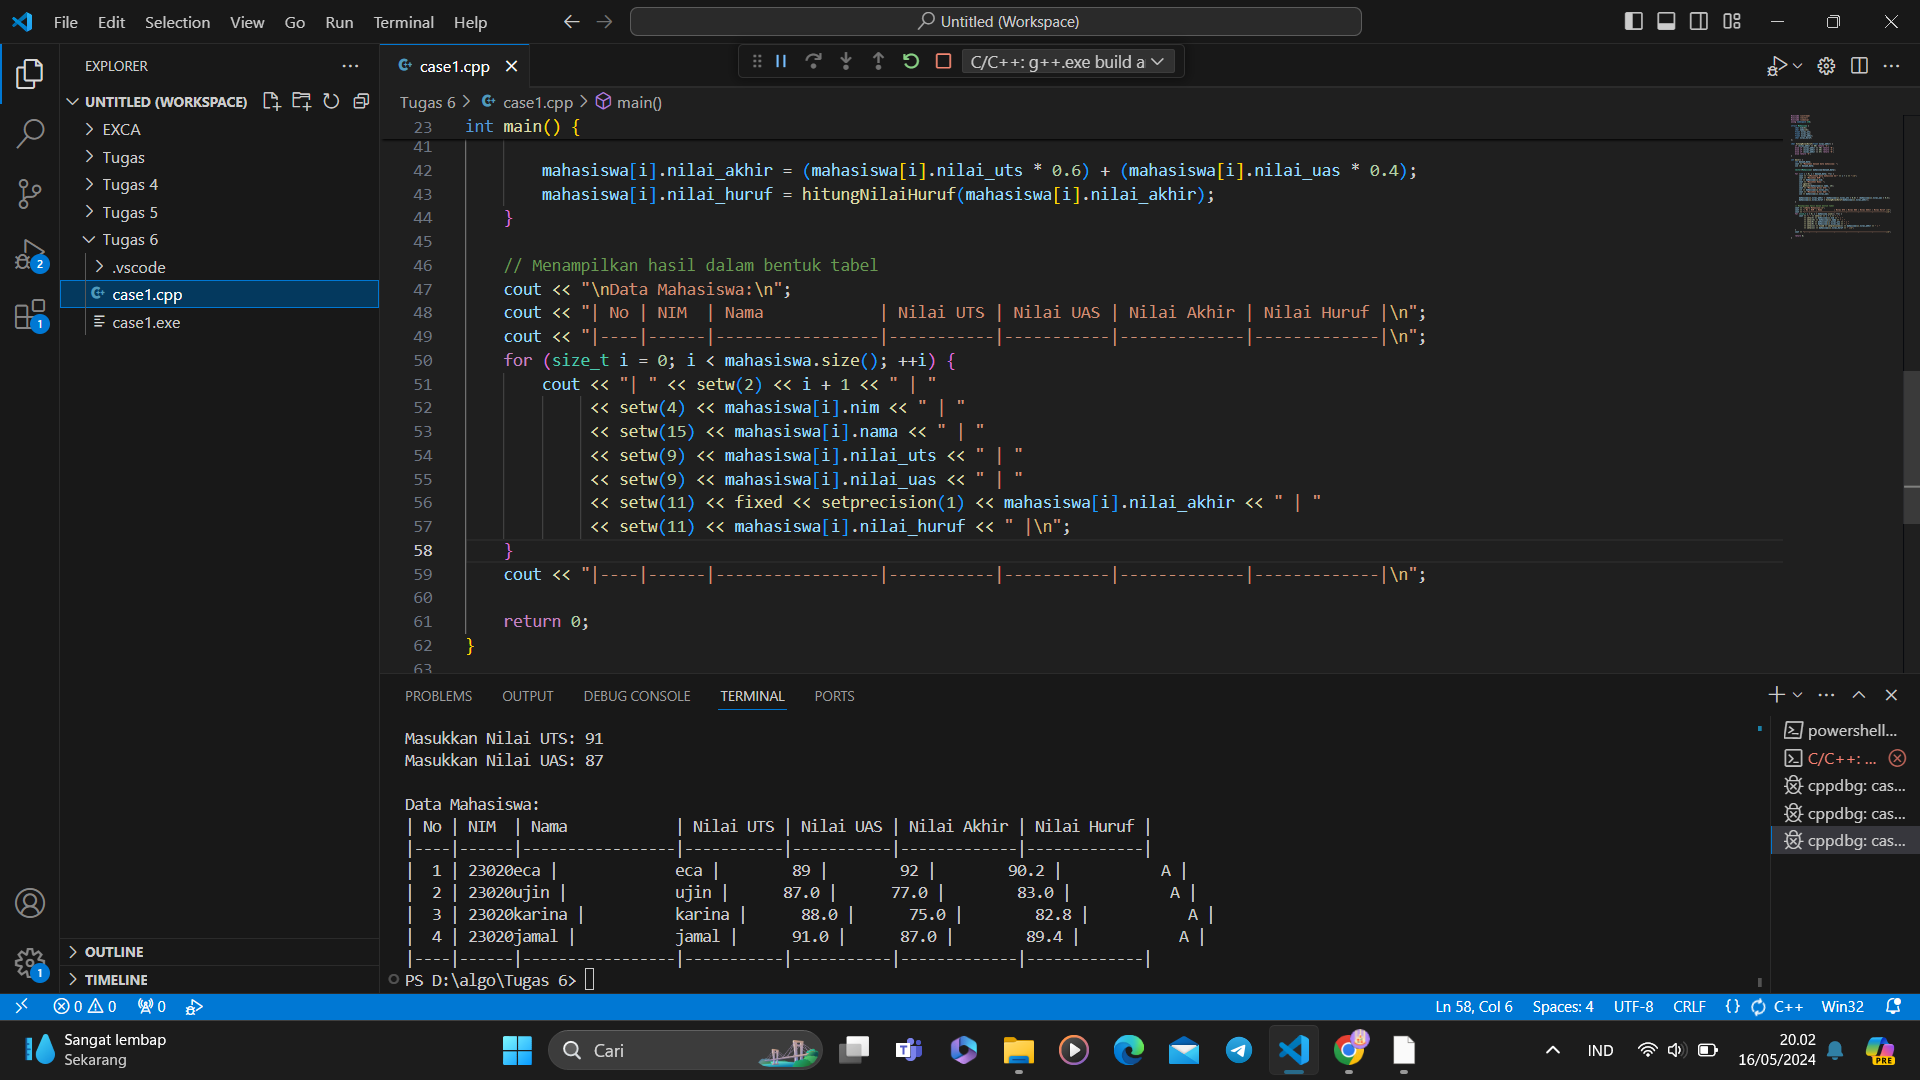 File Edit Selection View Go Run Terminal Help
Untitled (Workspace)
EXPLORER
UNTITLED (WORKSPACE)
EXCA
Tugas
Tugas 4
Tugas 5
Tugas 6
.vscode
case1.cpp
case1.exe
OUTLINE
TIMELINE
2
1
1
case1.cpp
C/C++: g++.exe build a
Tugas 6 > case1.cpp > main()
23 int main() {
41
42 mahasiswa[i].nilai_akhir = (mahasiswa[i].nilai_uts * 0.6) + (mahasiswa[i].nilai_uas * 0.4);
43 mahasiswa[i].nilai_huruf = hitungNilaiHuruf(mahasiswa[i].nilai_akhir);
44 }
45
46 // Menampilkan hasil dalam bentuk tabel
47 cout << "\nData Mahasiswa:\n";
48 cout << "| No | NIM  | Nama            | Nilai UTS | Nilai UAS | Nilai Akhir | Nilai Huruf |\n";
49 cout << "|----|------|-----------------|-----------|-----------|-------------|-------------|\n";
50 for (size_t i = 0; i < mahasiswa.size(); ++i) {
51 cout << "| " << setw(2) << i + 1 << " | "
52 << setw(4) << mahasiswa[i].nim << " | "
53 << setw(15) << mahasiswa[i].nama << " | "
54 << setw(9) << mahasiswa[i].nilai_uts << " | "
55 << setw(9) << mahasiswa[i].nilai_uas << " | "
56 << setw(11) << fixed << setprecision(1) << mahasiswa[i].nilai_akhir << " | "
57 << setw(11) << mahasiswa[i].nilai_huruf << " |\n";
58 }
59 cout << "|----|------|-----------------|-----------|-----------|-------------|-------------|\n";
60
61 return 0;
62 }
63
PROBLEMS OUTPUT DEBUG CONSOLE TERMINAL PORTS
Masukkan Nilai UTS: 91
Masukkan Nilai UAS: 87
Data Mahasiswa:
| No | NIM  | Nama            | Nilai UTS | Nilai UAS | Nilai Akhir | Nilai Huruf |
|----|------|-----------------|-----------|-----------|-------------|-------------|
|  1 | 23020eca |             eca |        89 |        92 |        90.2 |           A |
|  2 | 23020ujin |            ujin |      87.0 |      77.0 |        83.0 |           A |
|  3 | 23020karina |          karina |      88.0 |      75.0 |        82.8 |           A |
|  4 | 23020jamal |           jamal |      91.0 |      87.0 |        89.4 |           A |
|----|------|-----------------|-----------|-----------|-------------|-------------|
PS D:\algo\Tugas 6>
powershell...
C/C++: ...
cppdbg: cas...
cppdbg: cas...
cppdbg: cas...
0 0 0
Ln 58, Col 6 Spaces: 4 UTF-8 CRLF {} C++ Win32
Sangat lembap
Sekarang
Cari
IND
20.02
16/05/2024
PRE